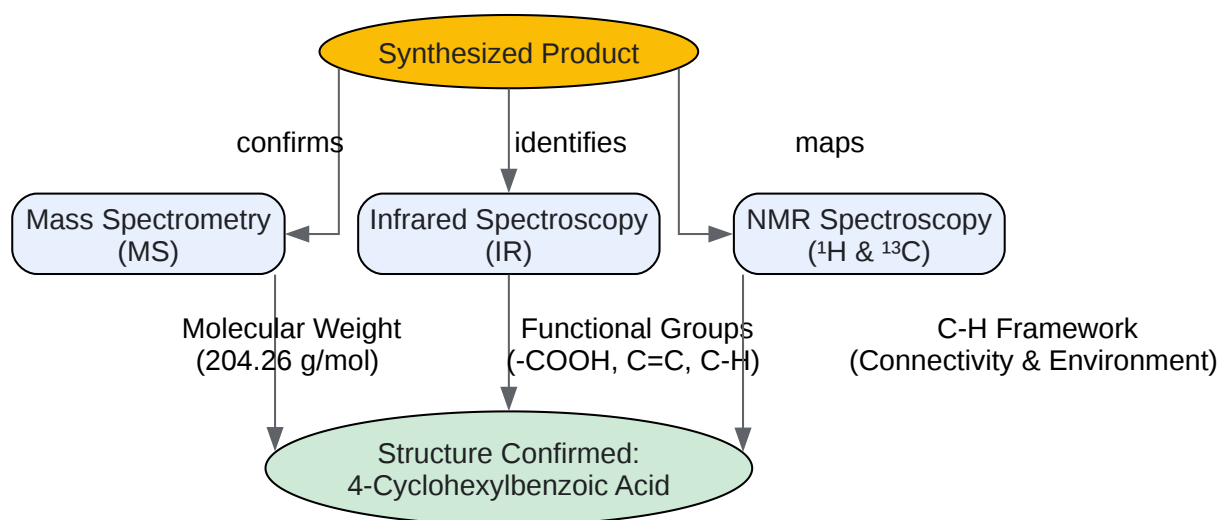 Synthesized Product
confirms
identifies
maps
Mass Spectrometry
(MS)
Infrared Spectroscopy
(IR)
NMR Spectroscopy
(¹H & ¹³C)
Molecular Weight
(204.26 g/mol)
Functional Groups
(-COOH, C=C, C-H)
C-H Framework
(Connectivity & Environment)
Structure Confirmed:
4-Cyclohexylbenzoic Acid